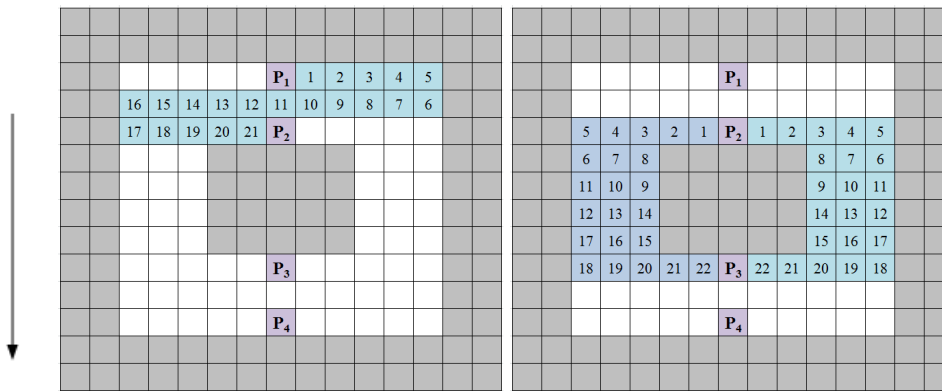 P₁ 1 2 3 4 5
16 15 14 13 12 11 10 9 8 7 6
17 18 19 20 21 P₂
P₃
P₄
P₁
5 4 3 2 1 P₂ 1 2 3 4 5
6 7 8 8 7 6
11 10 9 9 10 11
12 13 14 14 13 12
17 16 15 15 16 17
18 19 20 21 22 P₃ 22 21 20 19 18
P₄